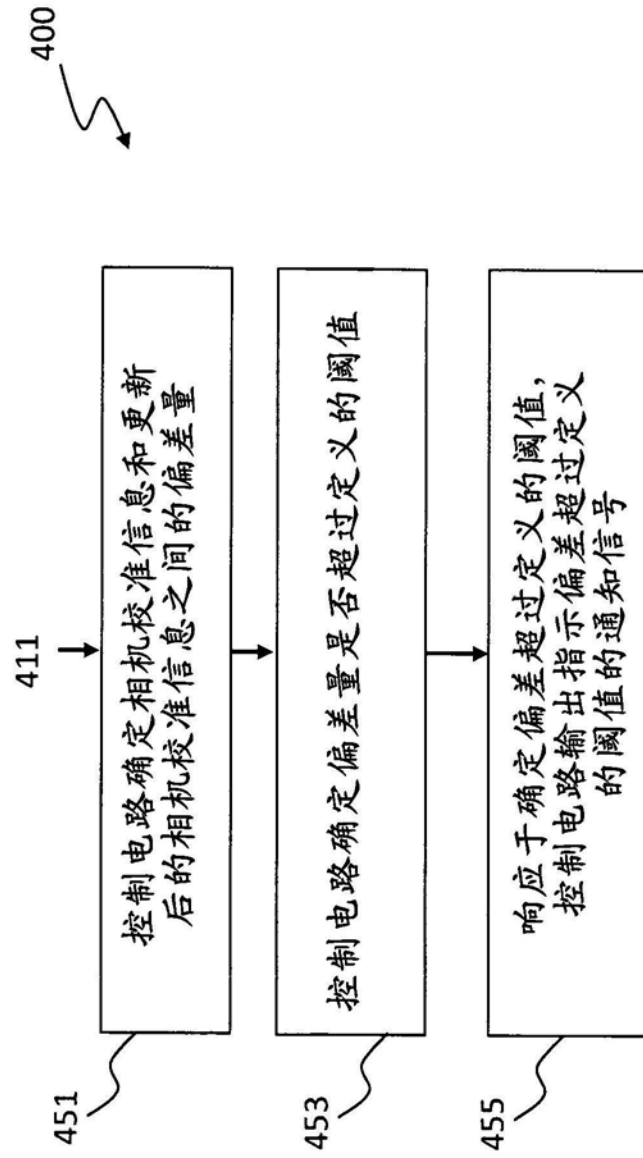 400
411
451
控制电路确定相机校准信息和更新
后的相机校准信息之间的偏差量
453
控制电路确定偏差量是否超过定义的阈值
455
响应于确定偏差超过定义的阈值，
控制电路输出指示偏差超过定义
的阈值的通知信号